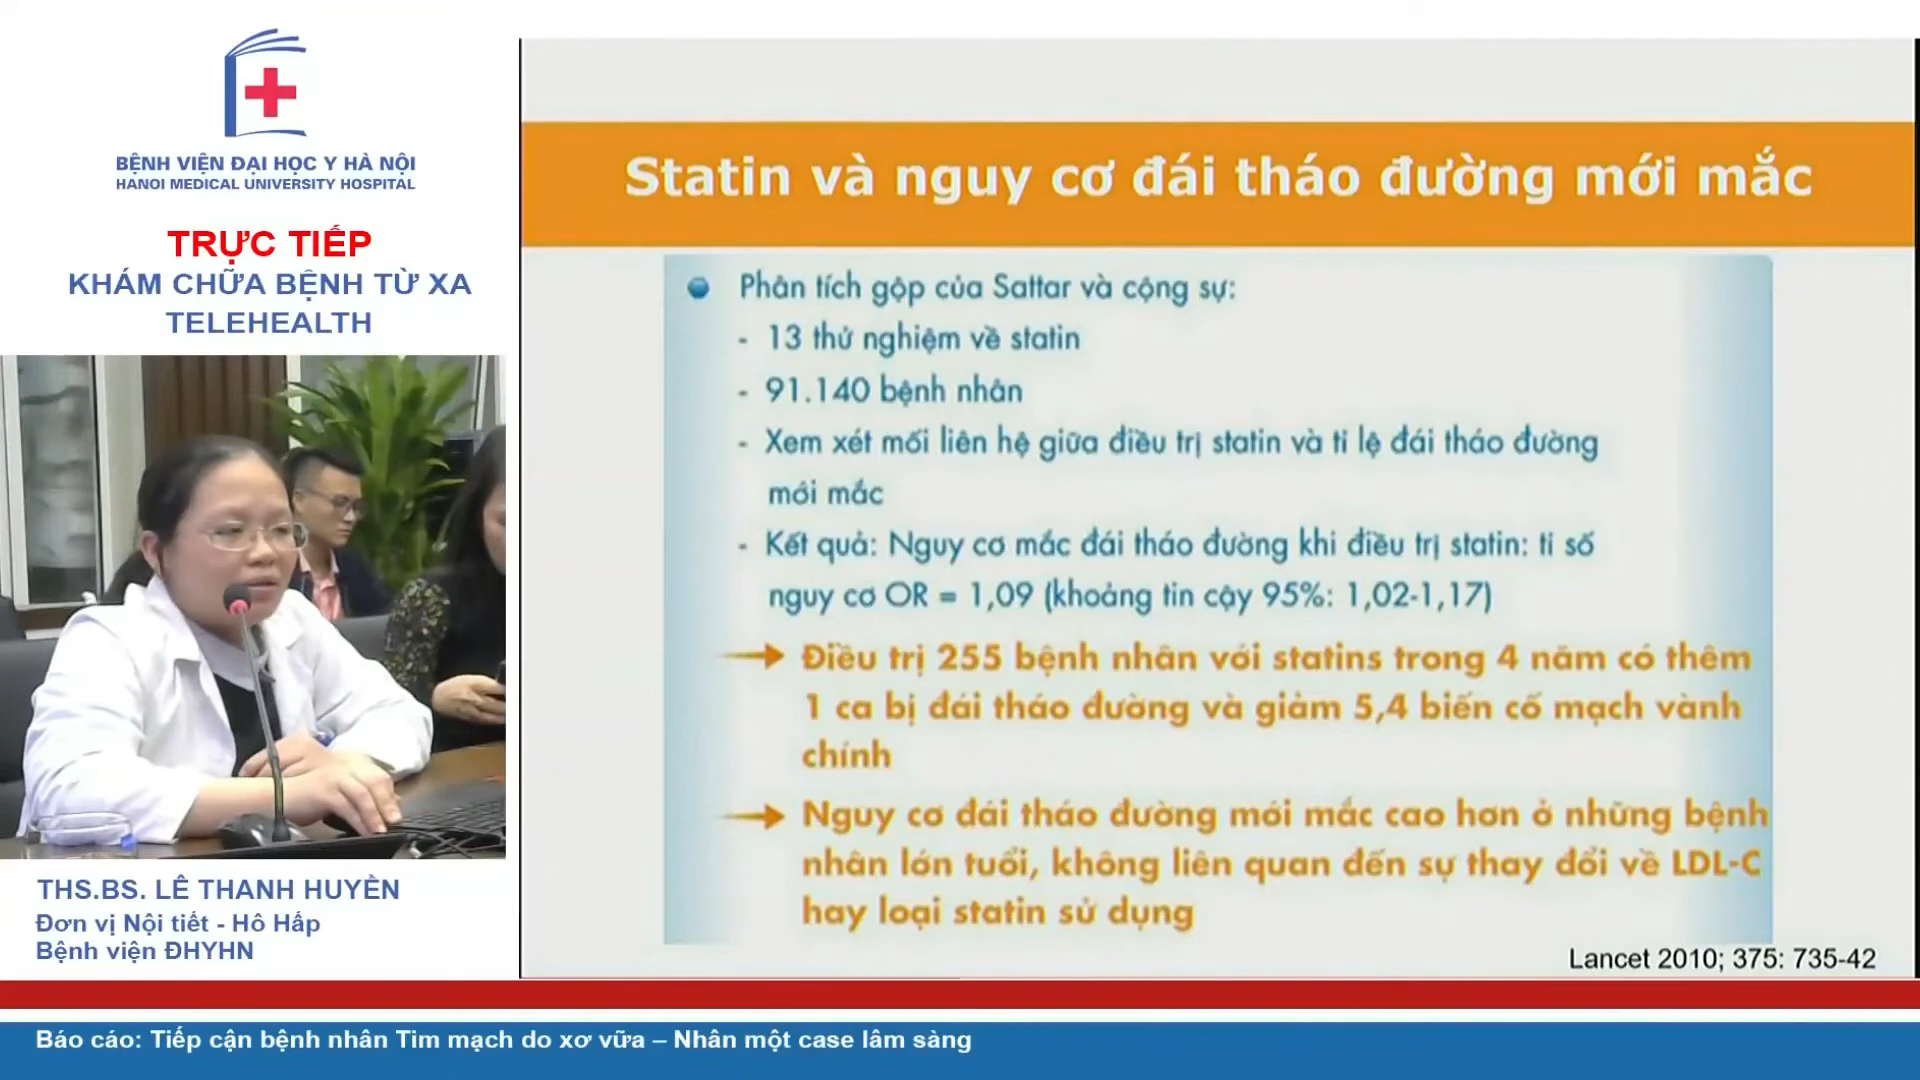 BỆNH VIỆN ĐẠI HỌC Y HÀ NỘI
HANOI MEDICAL UNIVERSITY HOSPITAL
TRỰC TIẾP
KHÁM CHỮA BỆNH TỪ XA
TELEHEALTH
THS.BS. LÊ THANH HUYỀN
Đơn vị Nội tiết - Hô Hấp
Bệnh viện ĐHYHN
Statin và nguy cơ đái tháo đường mới mắc
Phân tích gộp của Sattar và cộng sự:
- 13 thử nghiệm về statin
- 91.140 bệnh nhân
- Xem xét mối liên hệ giữa điều trị statin và tỉ lệ đái tháo đường
mới mắc
- Kết quả: Nguy cơ mắc đái tháo đường khi điều trị statin: tỉ số
nguy cơ OR = 1,09 (khoảng tin cậy 95%: 1,02-1,17)
Điều trị 255 bệnh nhân với statins trong 4 năm có thêm
1 ca bị đái tháo đường và giảm 5,4 biến cố mạch vành
chính
Nguy cơ đái tháo đường mới mắc cao hơn ở những bệnh
nhân lớn tuổi, không liên quan đến sự thay đổi về LDL-C
hay loại statin sử dụng
Lancet 2010; 375: 735-42
Báo cáo: Tiếp cận bệnh nhân Tim mạch do xơ vữa – Nhân một case lâm sàng